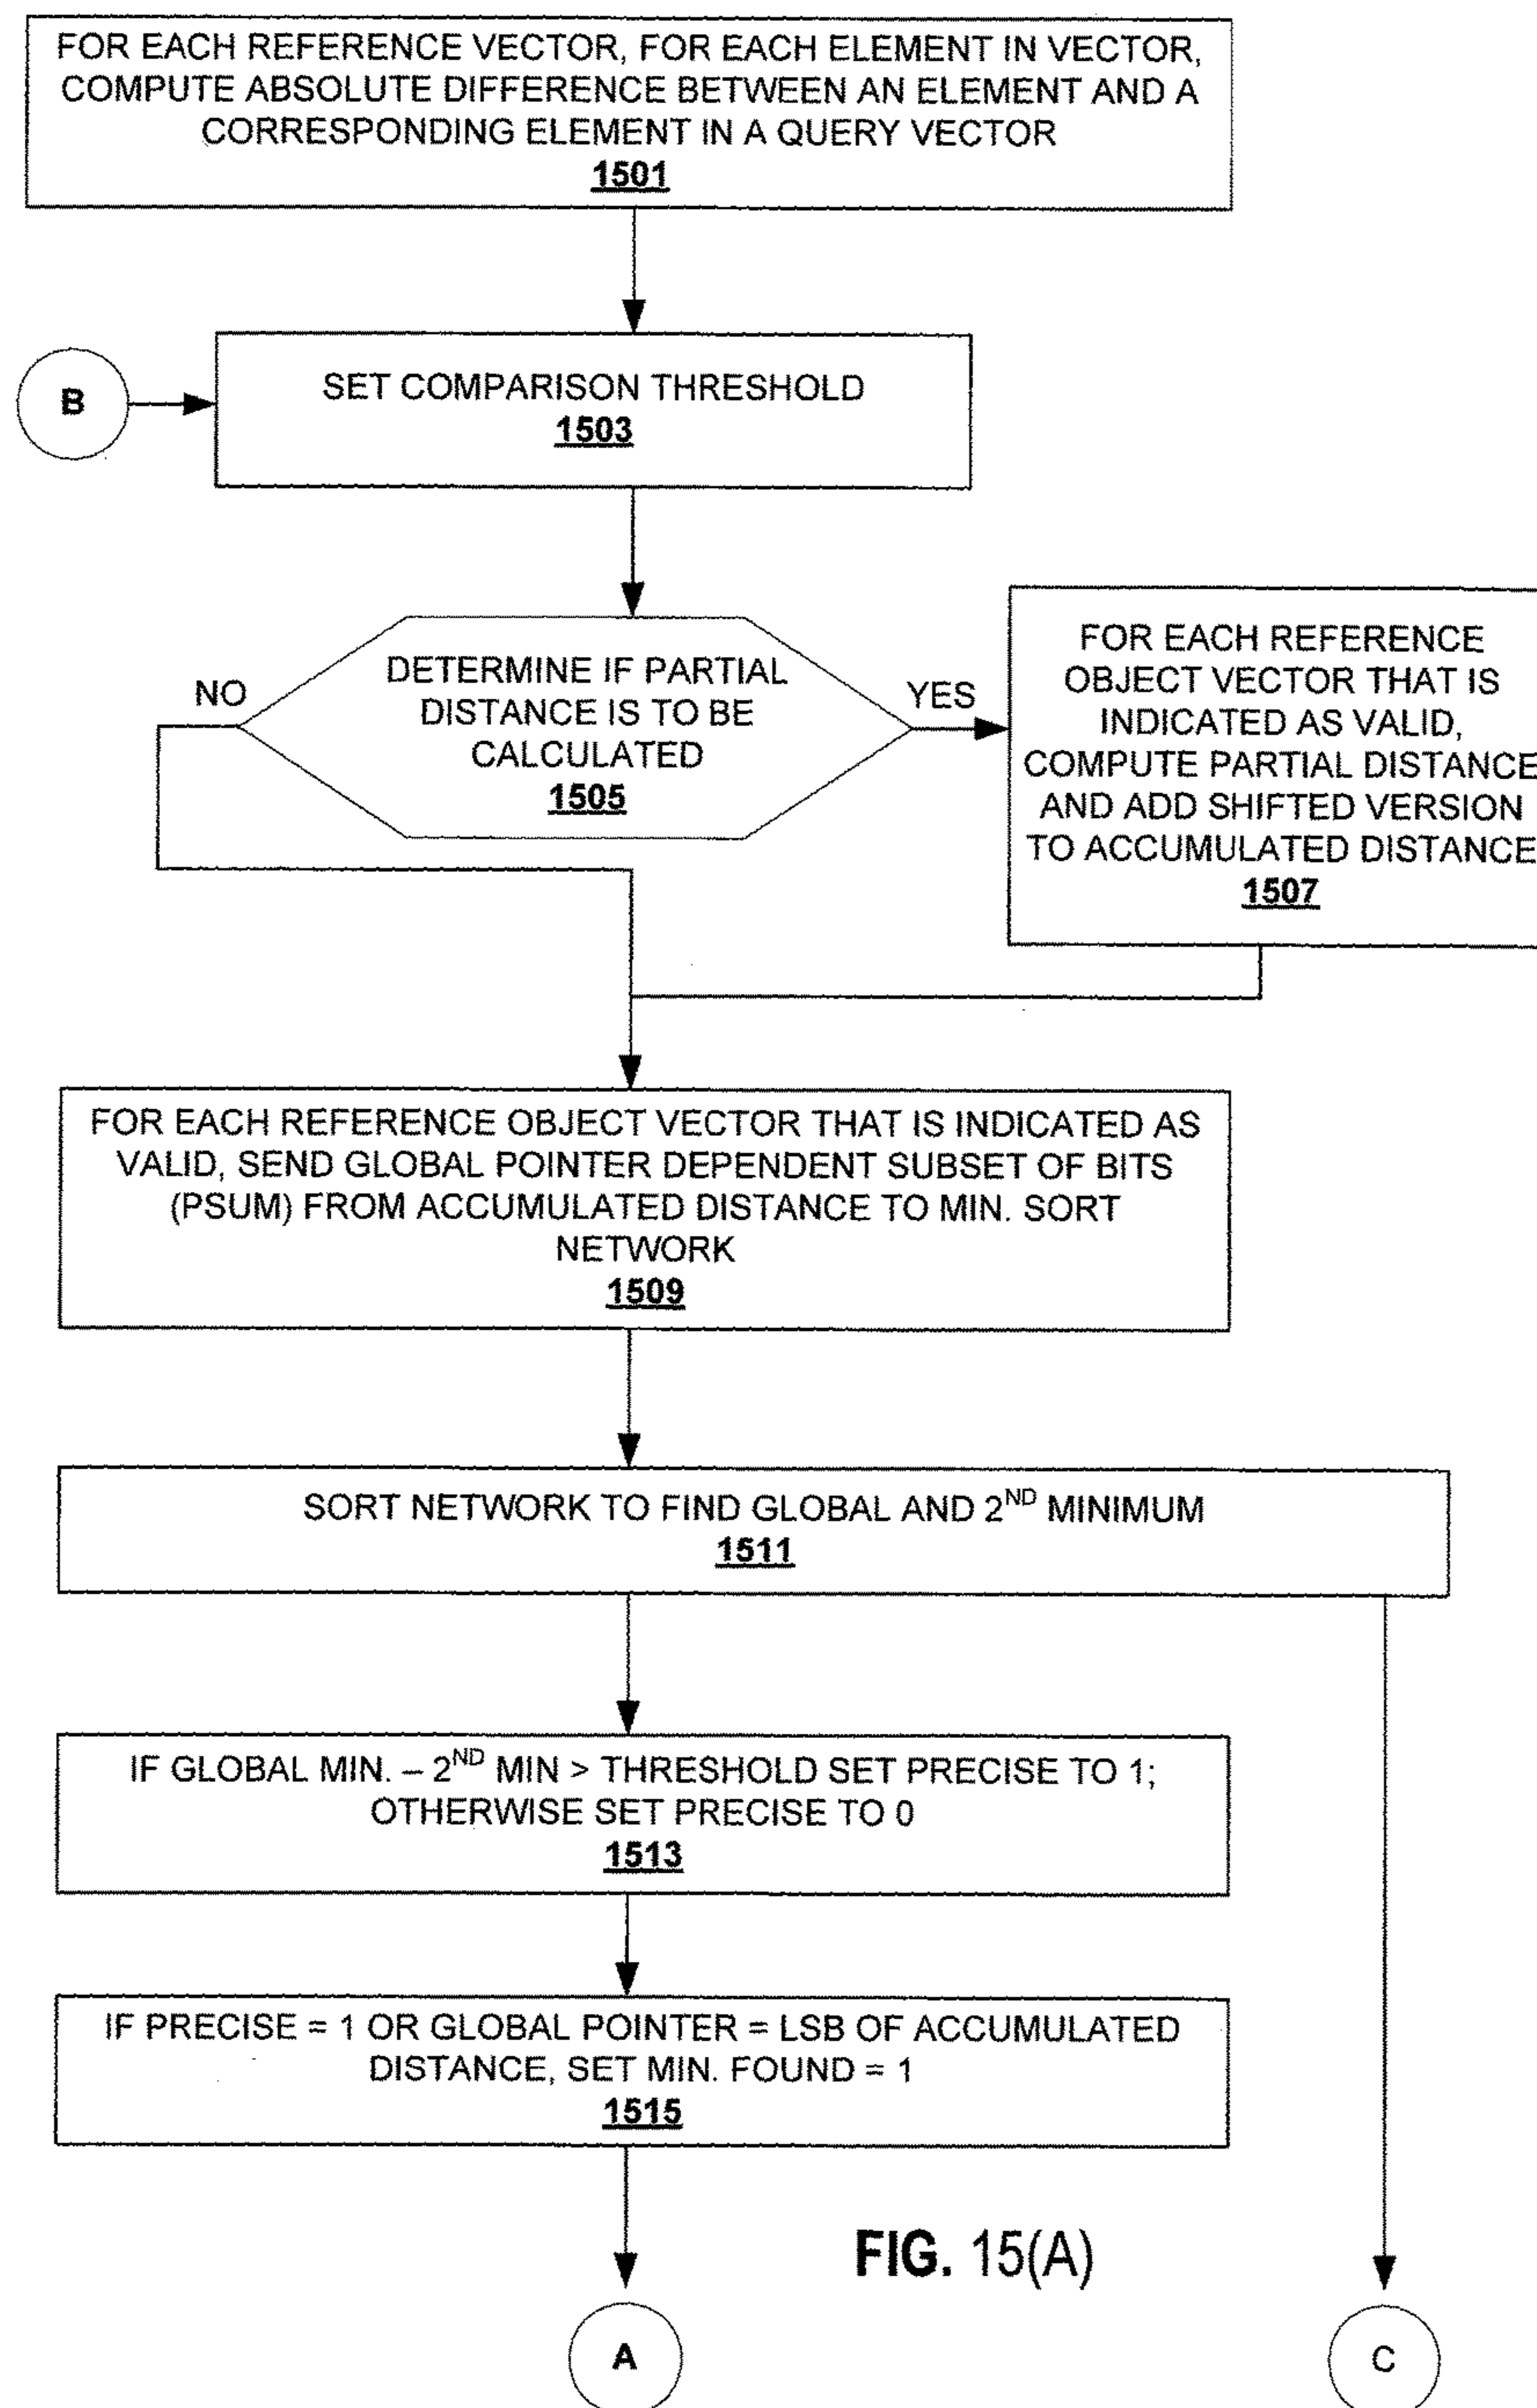 FOR EACH REFERENCE VECTOR, FOR EACH ELEMENT IN VECTOR,
COMPUTE ABSOLUTE DIFFERENCE BETWEEN AN ELEMENT AND A
CORRESPONDING ELEMENT IN A QUERY VECTOR
1501
B
SET COMPARISON THRESHOLD
1503
NO
DETERMINE IF PARTIAL
DISTANCE IS TO BE
CALCULATED
1505
YES
FOR EACH REFERENCE
OBJECT VECTOR THAT IS
INDICATED AS VALID,
COMPUTE PARTIAL DISTANCE
AND ADD SHIFTED VERSION
TO ACCUMULATED DISTANCE
1507
FOR EACH REFERENCE OBJECT VECTOR THAT IS INDICATED AS
VALID, SEND GLOBAL POINTER DEPENDENT SUBSET OF BITS
(PSUM) FROM ACCUMULATED DISTANCE TO MIN. SORT
NETWORK
1509
SORT NETWORK TO FIND GLOBAL AND 2ND MINIMUM
1511
IF GLOBAL MIN. – 2ND MIN > THRESHOLD SET PRECISE TO 1;
OTHERWISE SET PRECISE TO 0
1513
IF PRECISE = 1 OR GLOBAL POINTER = LSB OF ACCUMULATED
DISTANCE, SET MIN. FOUND = 1
1515
FIG. 15(A)
A
C